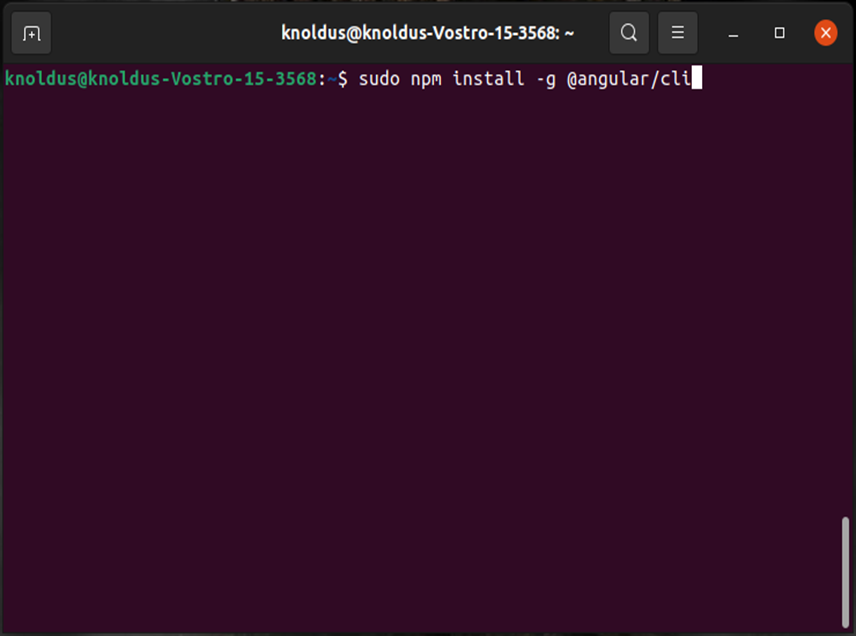 knoldus@knoldus-Vostro-15-3568: ~
knoldus@knoldus-Vostro-15-3568:~$ sudo npm install -g @angular/cli